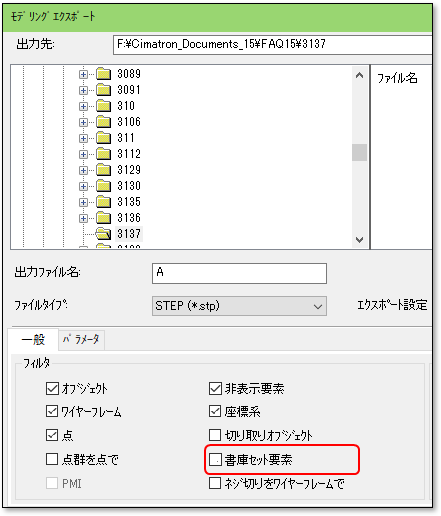 モデリングエクスポート
出力先: F:¥Cimatron_Documents_15¥FAQ15¥3137
3089 ファイル名
3091
310
3106
311
3112
3129
3130
3135
3136
3137
出力ファイル名: A
ファイルタイプ: STEP (*.stp) エクスポート設定
一般 パラメータ
フィルタ
オブジェクト 非表示要素
ワイヤーフレーム 座標系
点 切り取りオブジェクト
点群を点で 書庫セット要素
PMI ネジ切りをワイヤーフレームで